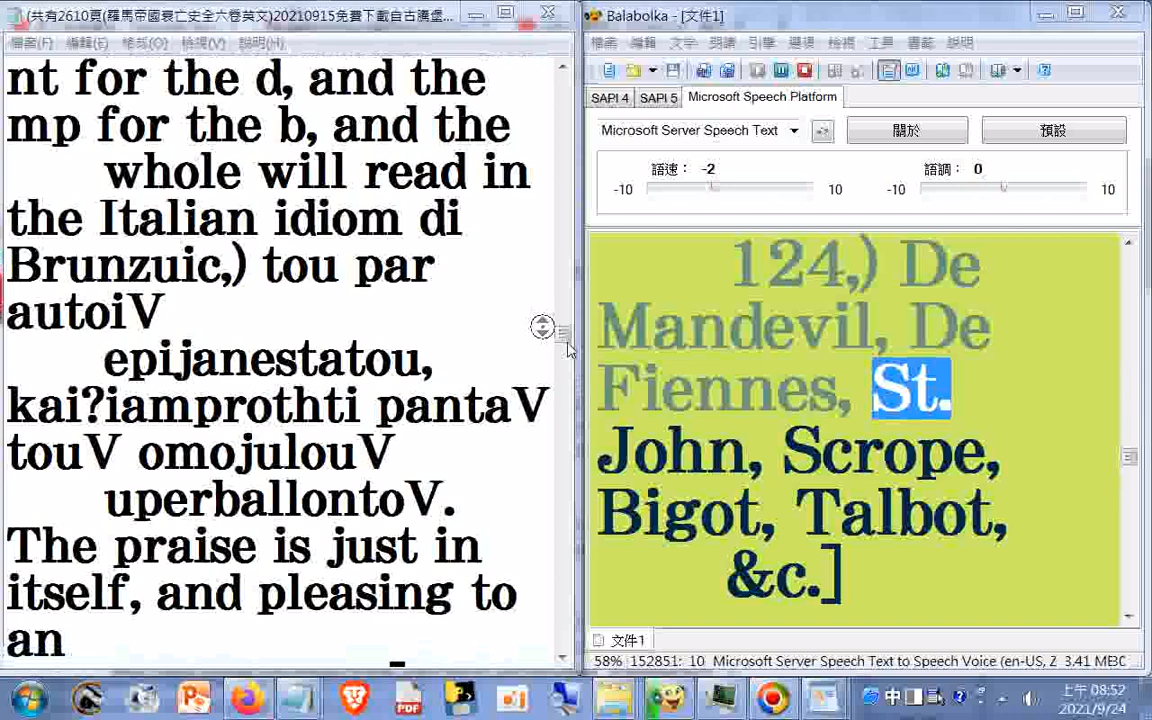 (共有2610頁(羅馬帝國衰亡史全六卷英文)20210915免費下載自古騰堡...
檔案(F) 編輯(E) 格式(O) 檢視(V) 說明(H)
nt for the d, and the
mp for the b, and the
whole will read in
the Italian idiom di
Brunzuic,) tou par
autoiV
epijanestatou,
kai?iamprothti pantaV
touV omojulouV
uperballontoV.
The praise is just in
itself, and pleasing to
an
Balabolka - [文件1]
檔案 編輯 文字 朗讀 引擎 選項 檢視 工具 書籤 說明
SAPI 4 SAPI 5 Microsoft Speech Platform
Microsoft Server Speech Text 關於 預設
語速： -2 語調： 0
-10 10 -10 10
124,) De
Mandevil, De
Fiennes, St.
John, Scrope,
Bigot, Talbot,
&c.]
文件1
58% 152851: 10 Microsoft Server Speech Text to Speech Voice (en-US, Z 3.41 MB
PDF
中
上午 08:52
2021/9/24